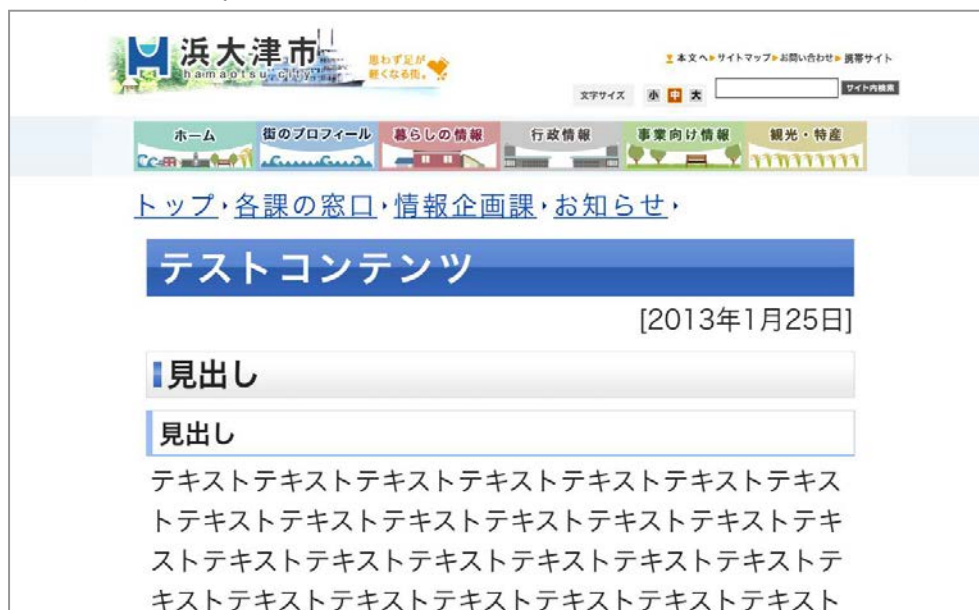 浜大津市
hamaotsu city
思わず足が
軽くなる街。
本文へ サイトマップ お問い合わせ 携帯サイト
文字サイズ 小 中 大 サイト内検索
ホーム 街のプロフィール 暮らしの情報 行政情報 事業向け情報 観光・特産
トップ 各課の窓口 情報企画課 お知らせ
テストコンテンツ
[2013年1月25日]
見出し
見出し
テキストテキストテキストテキストテキストテキストテキス
トテキストテキストテキストテキストテキストテキストテキ
ストテキストテキストテキストテキストテキストテキストテ
キストテキストテキストテキストテキストテキストテキスト